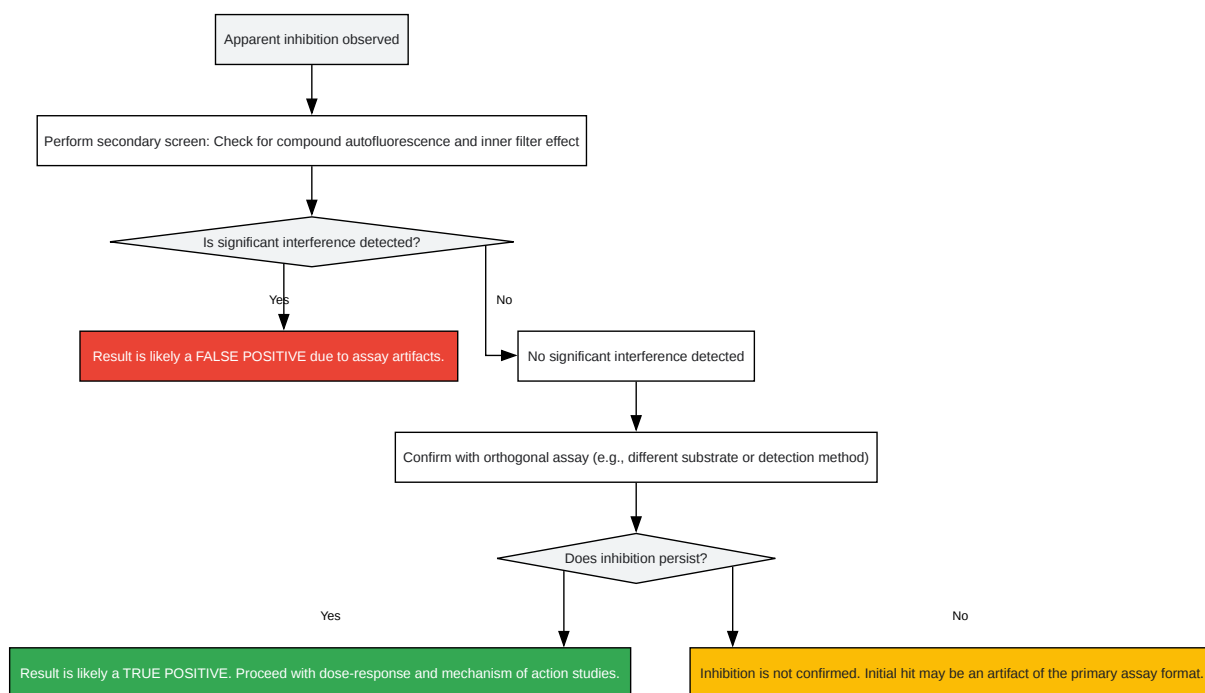 Apparent inhibition observed
Perform secondary screen: Check for compound autofluorescence and inner filter effect
Is significant interference detected?
Yes
No
Result is likely a FALSE POSITIVE due to assay artifacts.
No significant interference detected
Confirm with orthogonal assay (e.g., different substrate or detection method)
Does inhibition persist?
Yes
No
Result is likely a TRUE POSITIVE. Proceed with dose-response and mechanism of action studies.
Inhibition is not confirmed. Initial hit may be an artifact of the primary assay format.